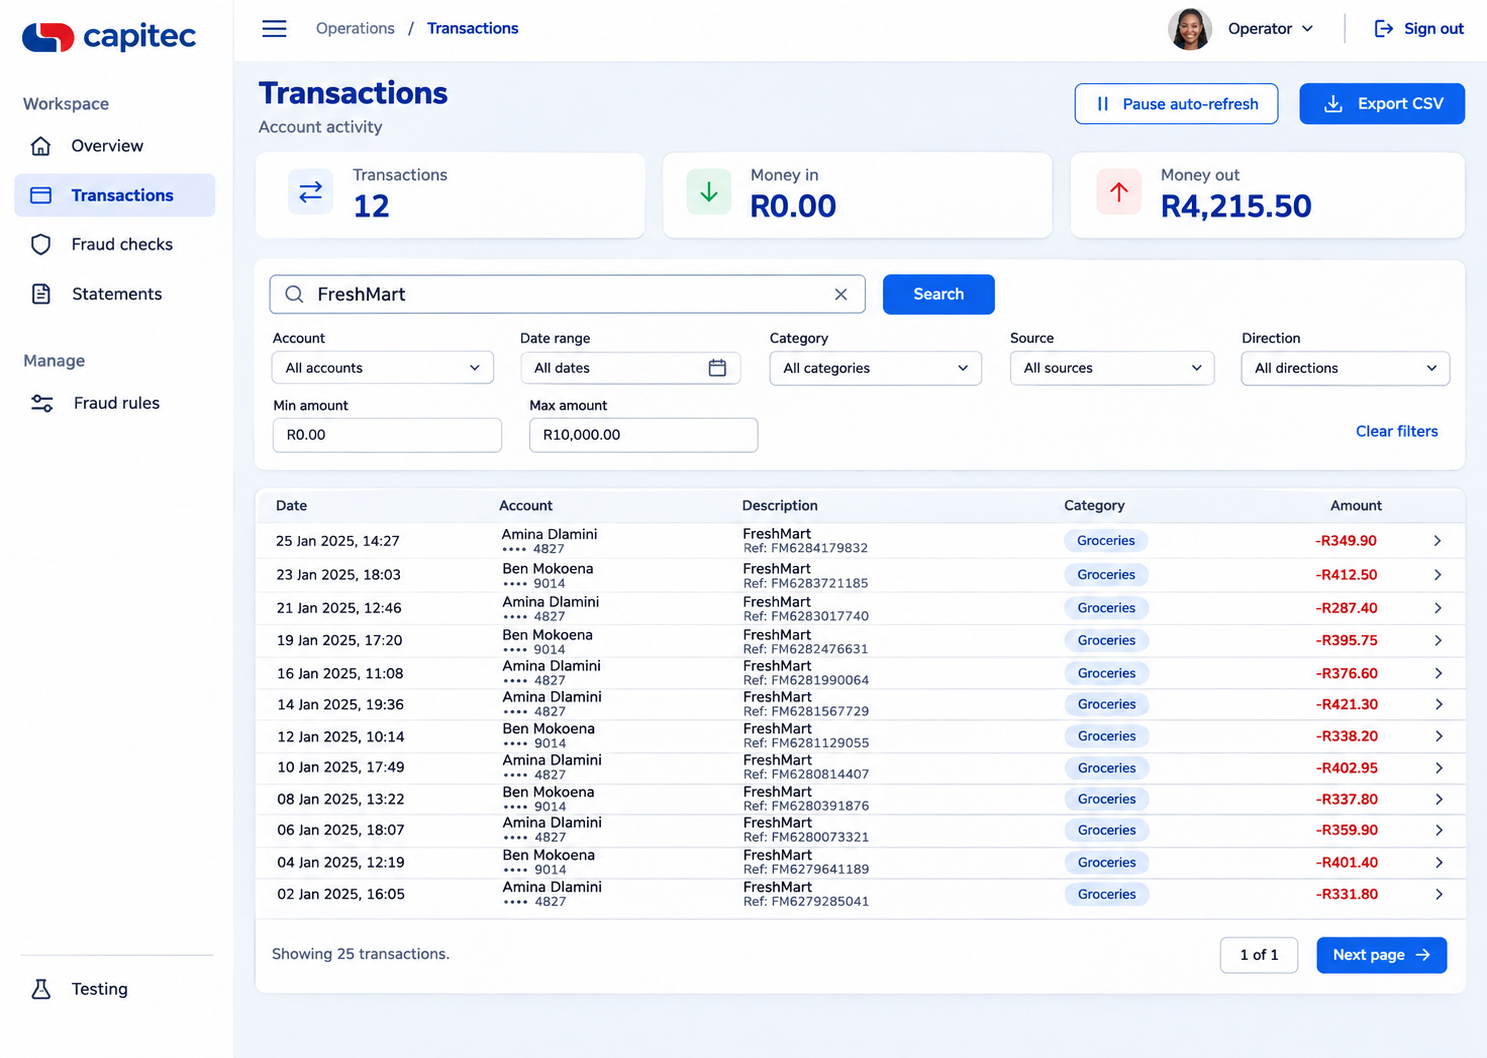 capitec
Operations / Transactions
Operator
Sign out
Workspace
Overview
Transactions
Fraud checks
Statements
Manage
Fraud rules
Testing
Transactions
Account activity
Pause auto-refresh
Export CSV
Transactions
12
Money in
R0.00
Money out
R4,215.50
FreshMart
Search
Account
All accounts
Date range
All dates
Category
All categories
Source
All sources
Direction
All directions
Min amount
R0.00
Max amount
R10,000.00
Clear filters
Date Account Description Category Amount
25 Jan 2025, 14:27 Amina Dlamini FreshMart Groceries -R349.90
•••• 4827 Ref: FM6284179832
23 Jan 2025, 18:03 Ben Mokoena FreshMart Groceries -R412.50
•••• 9014 Ref: FM6283721185
21 Jan 2025, 12:46 Amina Dlamini FreshMart Groceries -R287.40
•••• 4827 Ref: FM6283017740
19 Jan 2025, 17:20 Ben Mokoena FreshMart Groceries -R395.75
•••• 9014 Ref: FM6282476631
16 Jan 2025, 11:08 Amina Dlamini FreshMart Groceries -R376.60
•••• 4827 Ref: FM6281990064
14 Jan 2025, 19:36 Amina Dlamini FreshMart Groceries -R421.30
•••• 4827 Ref: FM6281567729
12 Jan 2025, 10:14 Ben Mokoena FreshMart Groceries -R338.20
•••• 9014 Ref: FM6281129055
10 Jan 2025, 17:49 Amina Dlamini FreshMart Groceries -R402.95
•••• 4827 Ref: FM6280814407
08 Jan 2025, 13:22 Ben Mokoena FreshMart Groceries -R337.80
•••• 9014 Ref: FM6280391876
06 Jan 2025, 18:07 Amina Dlamini FreshMart Groceries -R359.90
•••• 4827 Ref: FM6280073321
04 Jan 2025, 12:19 Ben Mokoena FreshMart Groceries -R401.40
•••• 9014 Ref: FM6279641189
02 Jan 2025, 16:05 Amina Dlamini FreshMart Groceries -R331.80
•••• 4827 Ref: FM6279285041
Showing 25 transactions.
1 of 1
Next page